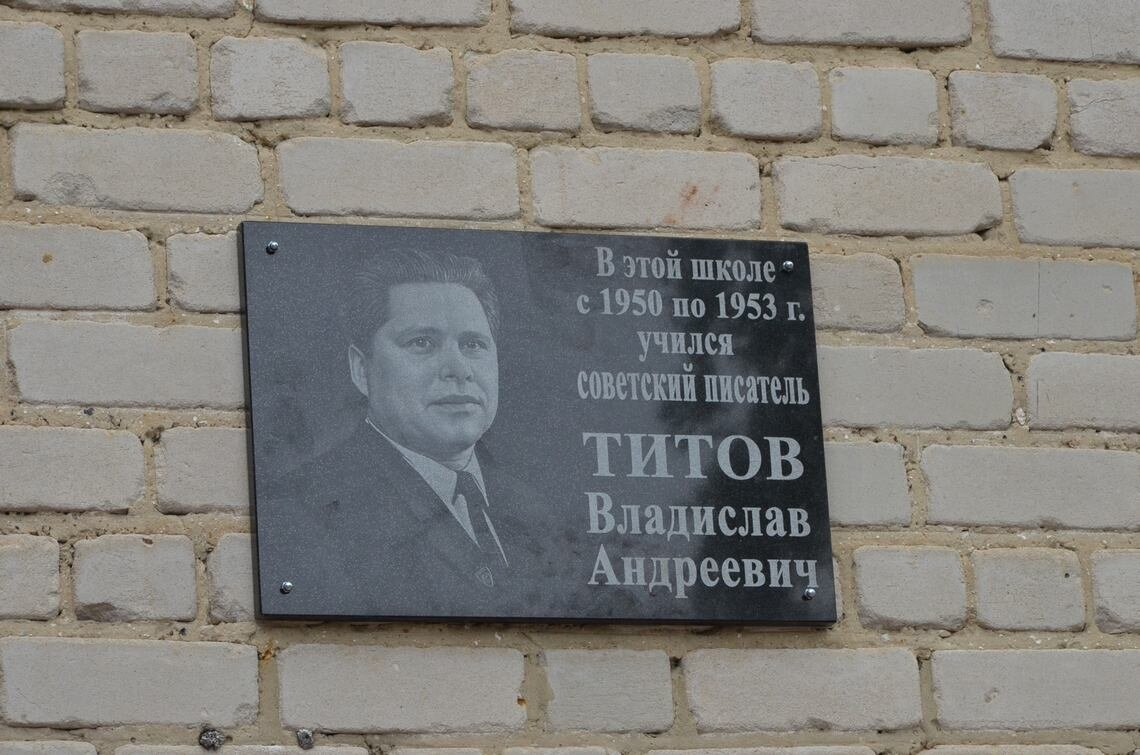 В этой школе
с 1950 по 1953 г.
учился
советский писатель
ТИТОВ
Владислав
Андреевич